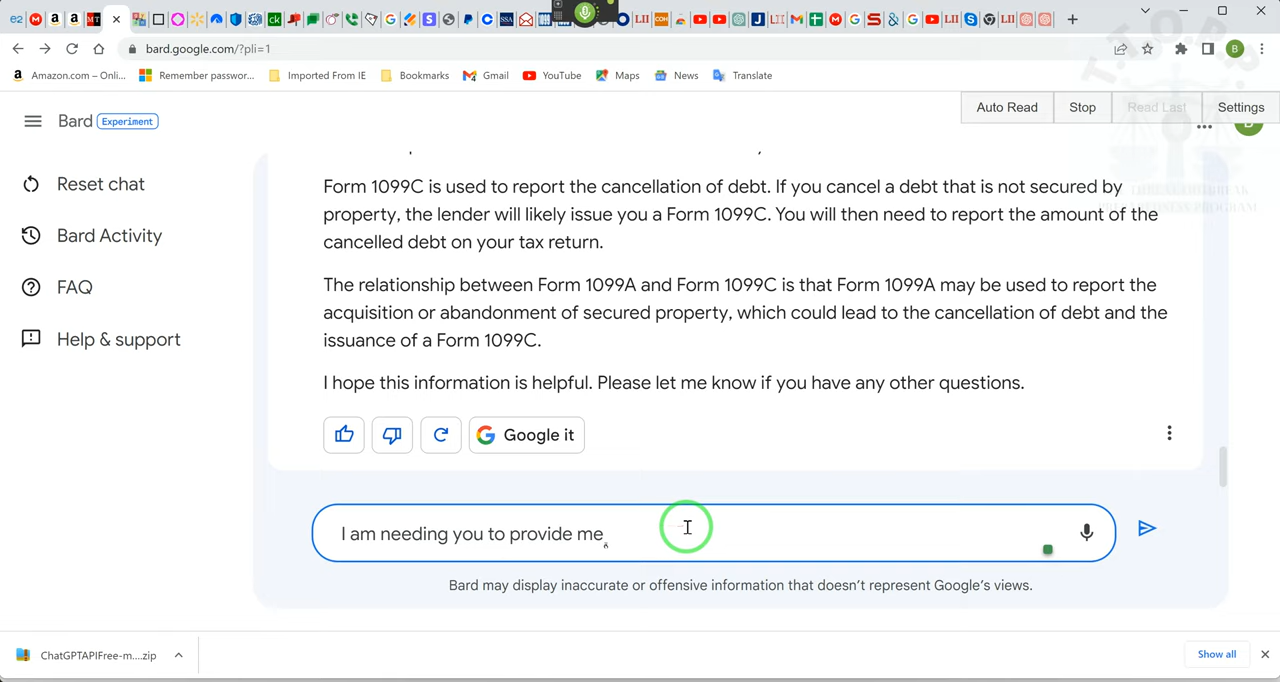 bard.google.com/?pli=1
Amazon.com – Onli...
Remember passwor...
Imported From IE
Bookmarks
Gmail
YouTube
Maps
News
Translate
Bard Experiment
Auto Read
Stop
Read Last
Settings
Reset chat
Bard Activity
FAQ
Help & support
Form 1099C is used to report the cancellation of debt. If you cancel a debt that is not secured by
property, the lender will likely issue you a Form 1099C. You will then need to report the amount of the
cancelled debt on your tax return.
The relationship between Form 1099A and Form 1099C is that Form 1099A may be used to report the
acquisition or abandonment of secured property, which could lead to the cancellation of debt and the
issuance of a Form 1099C.
I hope this information is helpful. Please let me know if you have any other questions.
Google it
I am needing you to provide me
Bard may display inaccurate or offensive information that doesn't represent Google's views.
ChatGPTAPIFree-m....zip
Show all